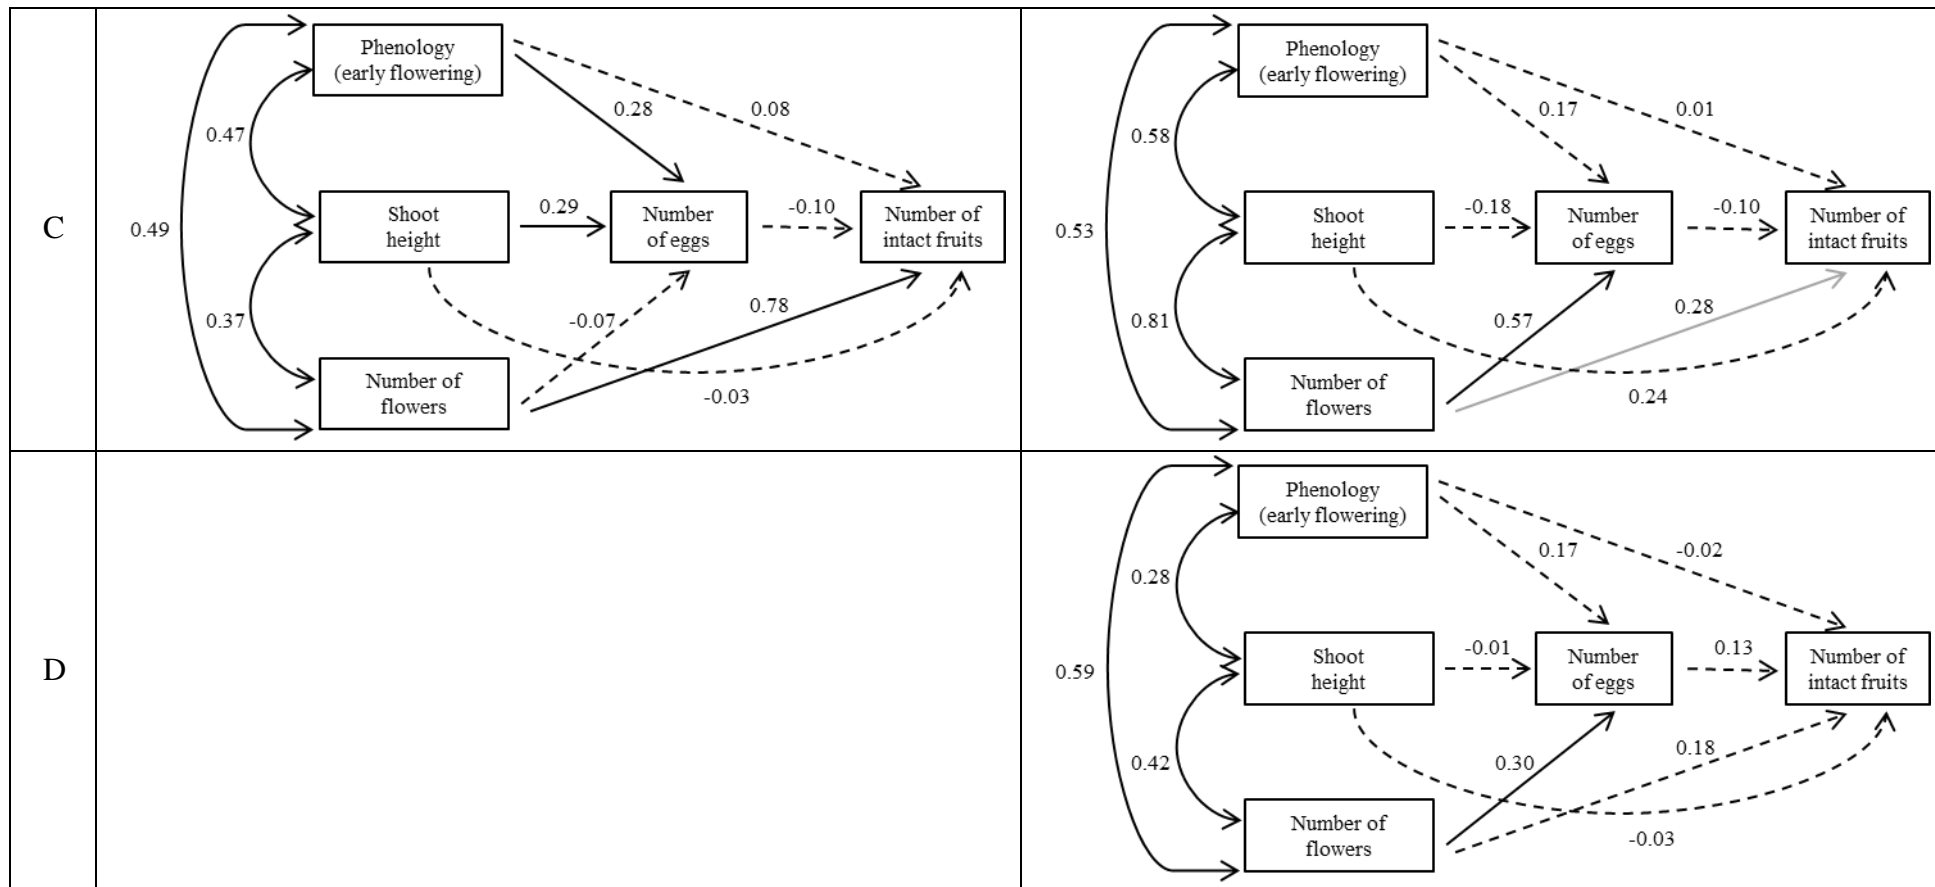 C
Phenology
(early flowering)
0.28
0.08
0.47
0.49
Shoot
height
0.29
Number
of eggs
-0.10
Number of
intact fruits
0.37
-0.07
0.78
Number of
flowers
-0.03
Phenology
(early flowering)
0.17
0.01
0.58
0.53
Shoot
height
-0.18
Number
of eggs
-0.10
Number of
intact fruits
0.81
0.57
0.28
Number of
flowers
0.24
D
Phenology
(early flowering)
0.17
-0.02
0.28
0.59
Shoot
height
-0.01
Number
of eggs
0.13
Number of
intact fruits
0.42
0.30
0.18
Number of
flowers
-0.03